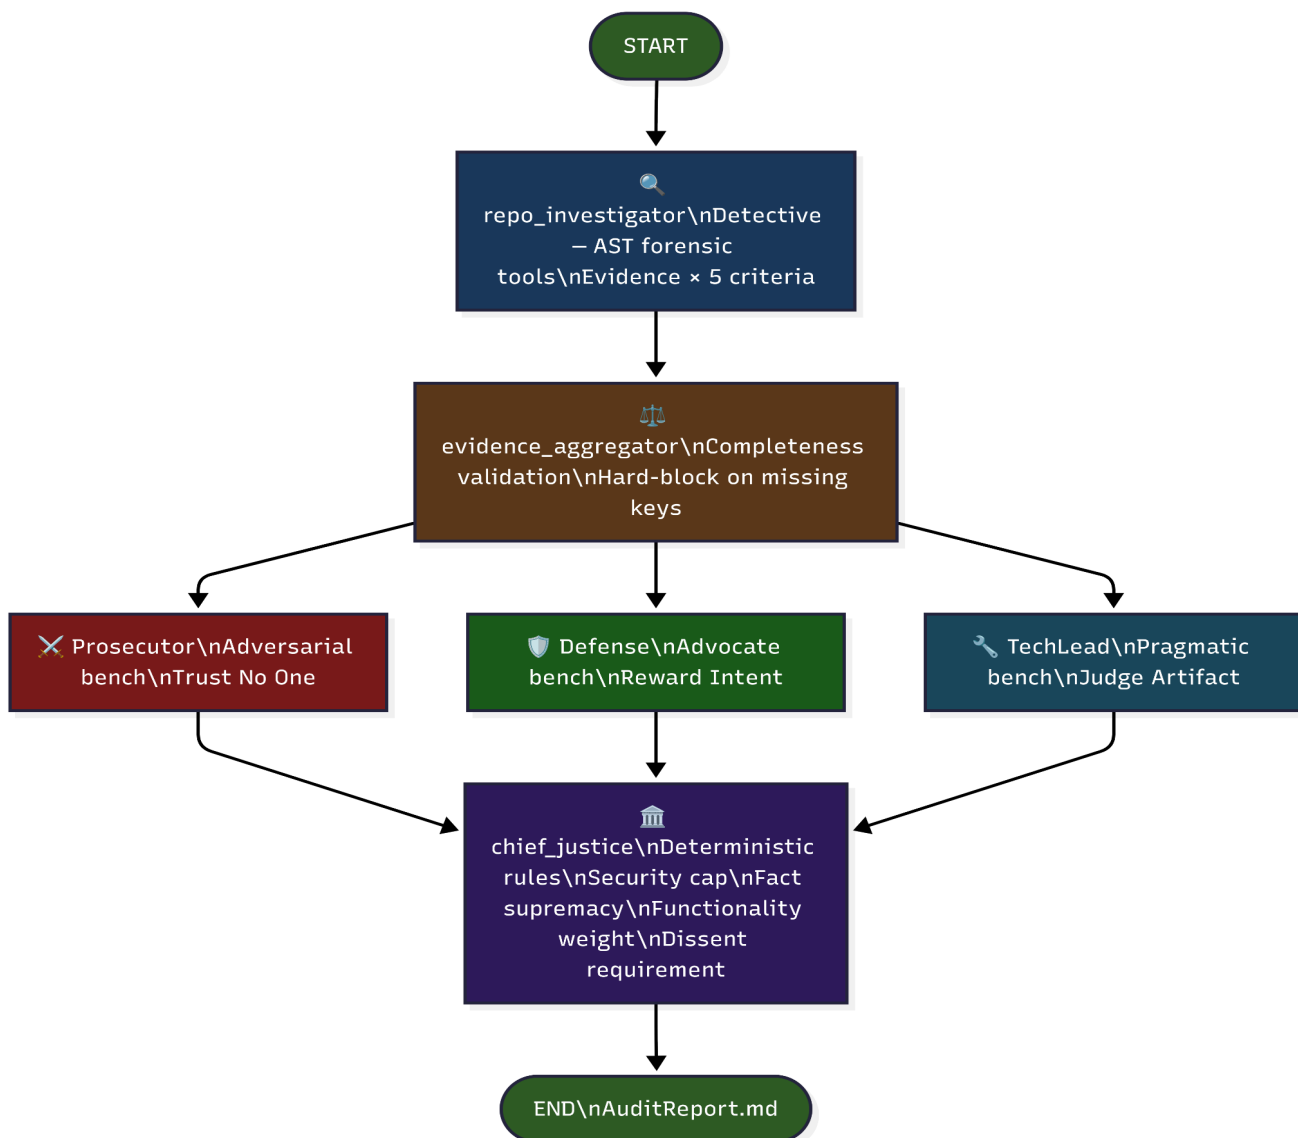 START
🔍
repo_investigator\nDetective
— AST forensic
tools\nEvidence × 5 criteria
⚖️
evidence_aggregator\nCompleteness
validation\nHard-block on missing
keys
⚔️ Prosecutor\nAdversarial
bench\nTrust No One
🛡️ Defense\nAdvocate
bench\nReward Intent
🔧 TechLead\nPragmatic
bench\nJudge Artifact
🏛️
chief_justice\nDeterministic
rules\nSecurity cap\nFact
supremacy\nFunctionality
weight\nDissent
requirement
END\nAuditReport.md